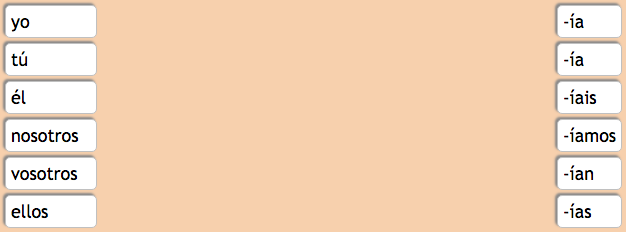 yo -ía
tú -ía
él -íais
nosotros -íamos
vosotros -ían
ellos -ías